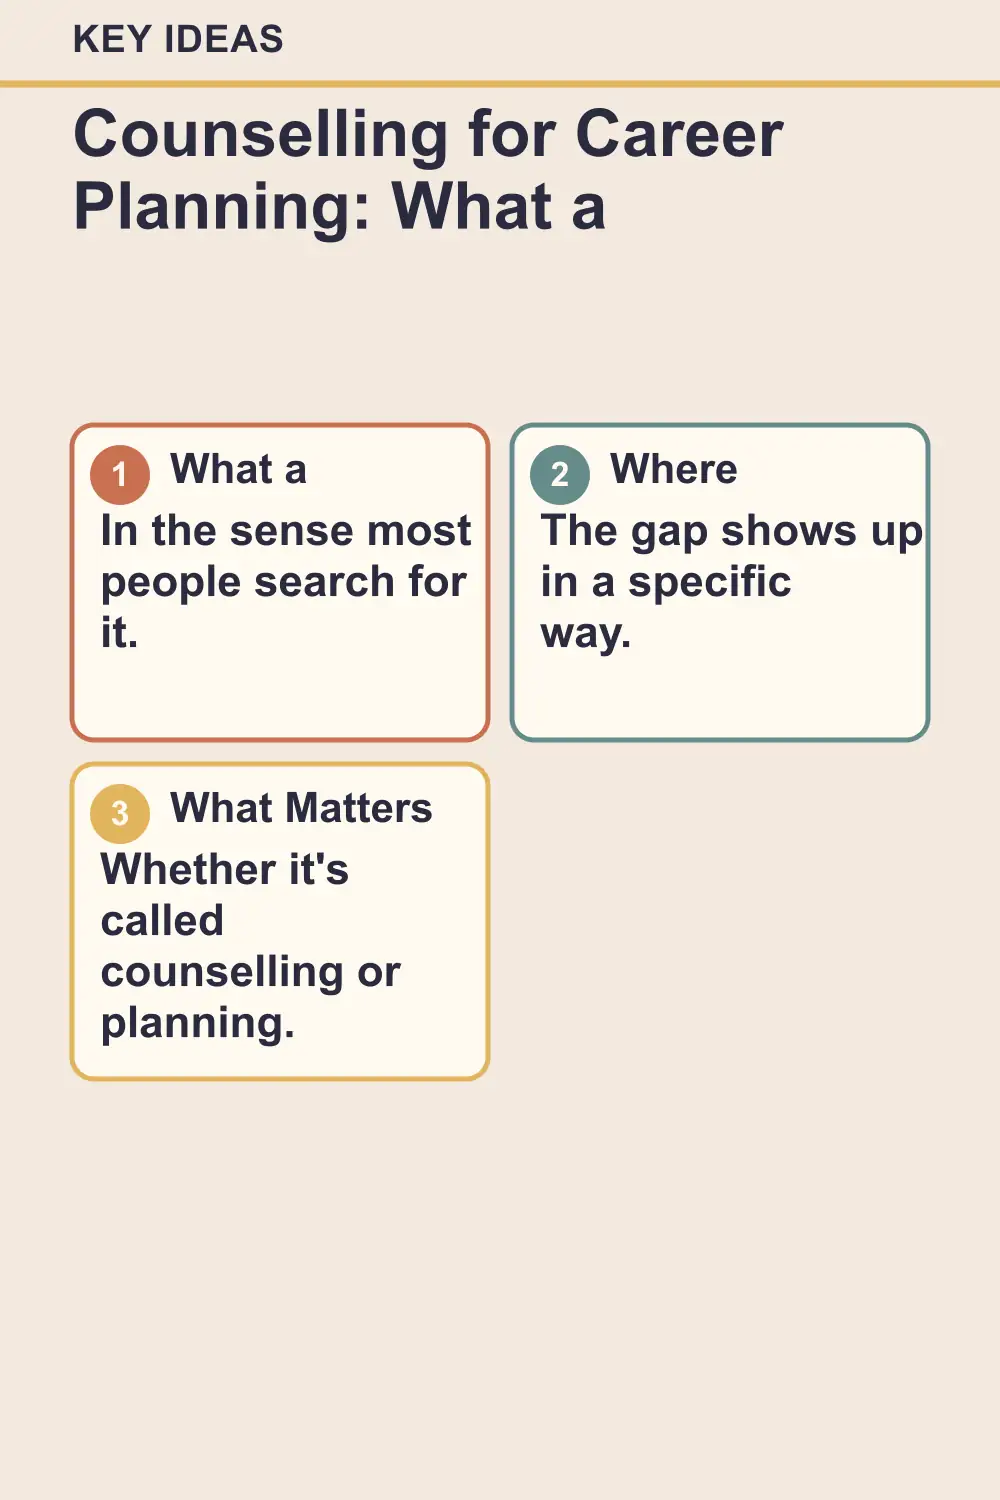 KEY IDEAS
Counselling for Career
Planning: What a
1 What a
In the sense most
people search for
it.
2 Where
The gap shows up
in a specific
way.
3 What Matters
Whether it's
called
counselling or
planning.